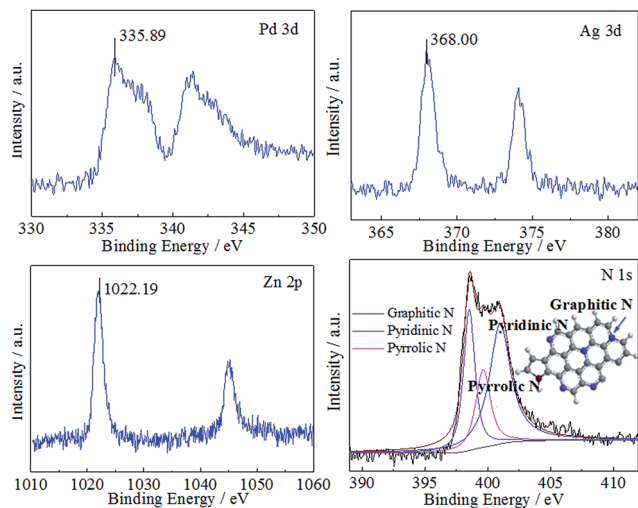 Pd 3d
335.89
Intensity / a.u.
330 335 340 345 350
Binding Energy / eV
Ag 3d
368.00
Intensity / a.u.
365 370 375 380
Binding Energy / eV
Zn 2p
1022.19
Intensity / a.u.
1010 1020 1030 1040 1050 1060
Binding Energy / eV
N 1s
Graphitic N
Graphitic N
Pyridinic N
Pyrrolic N
Pyridinic N
Pyrrolic N
Intensity / a.u.
390 395 400 405 410
Binding Energy / eV